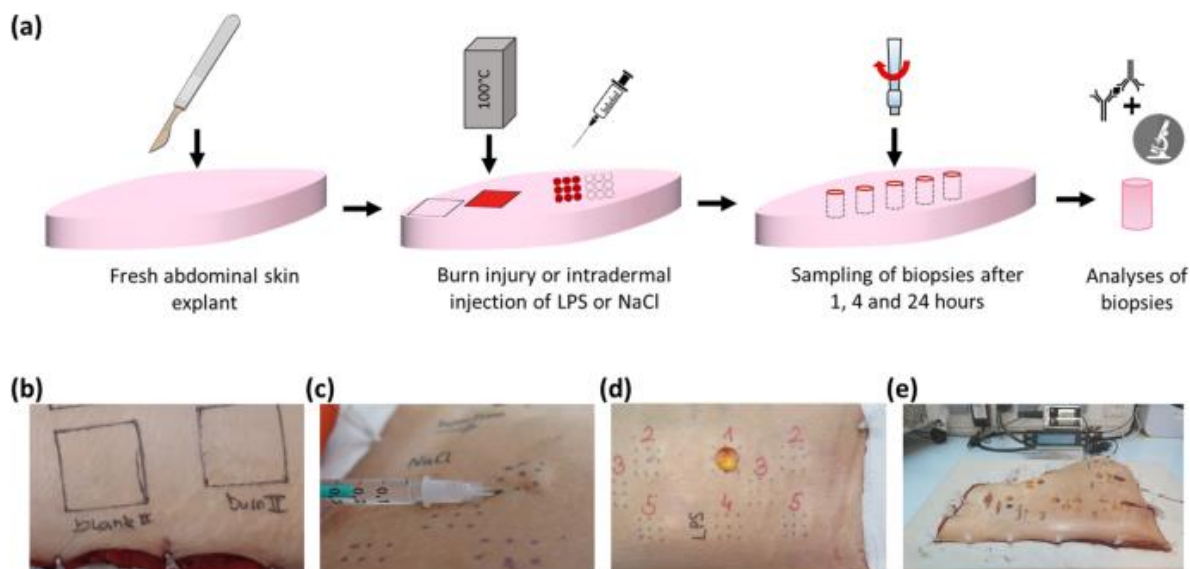 (a)
100°C
+
Fresh abdominal skin
explant
Burn injury or intradermal
injection of LPS or NaCl
Sampling of biopsies after
1, 4 and 24 hours
Analyses of
biopsies
(b)
blank II
Burn II
(c)
NaCl
(d)
2 1 2
3 3
5 4 5
LPS
(e)